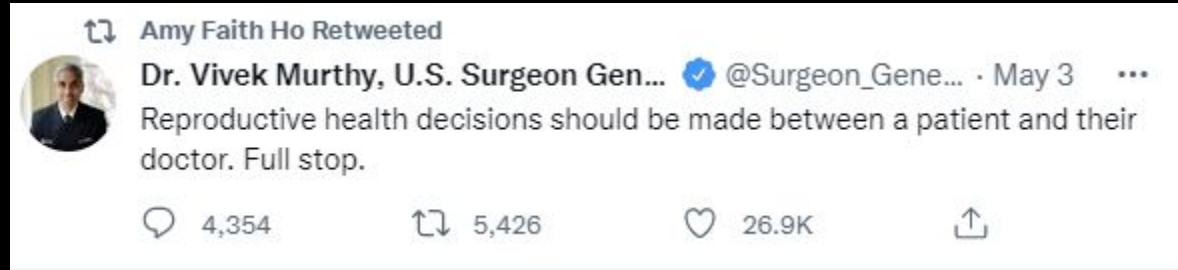 Amy Faith Ho Retweeted
Dr. Vivek Murthy, U.S. Surgeon Gen... @Surgeon_Gene... · May 3 ...
Reproductive health decisions should be made between a patient and their
doctor. Full stop.
4,354 5,426 26.9K